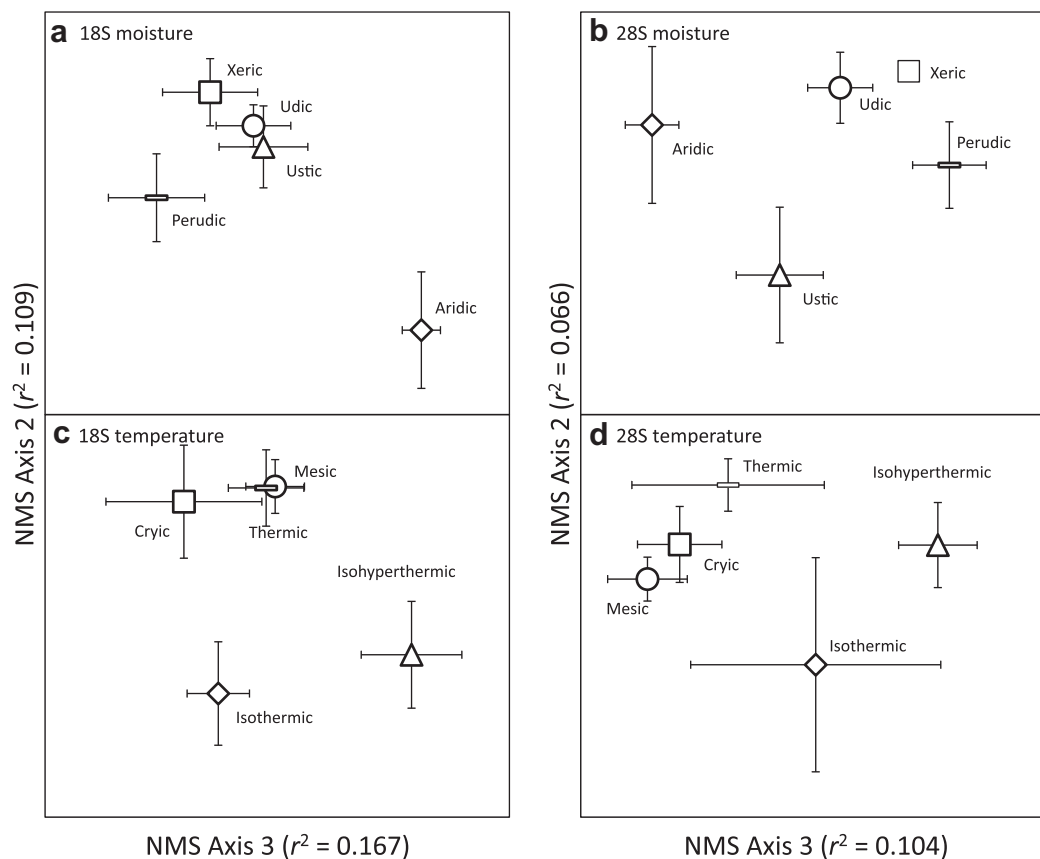 a 18S moisture
Xeric
Udic
Ustic
Perudic
Aridic
b 28S moisture
Xeric
Udic
Aridic
Perudic
Ustic
c 18S temperature
Mesic
Cryic
Thermic
Isohyperthermic
Isothermic
d 28S temperature
Thermic
Isohyperthermic
Cryic
Mesic
Isothermic
NMS Axis 2 (r² = 0.109)
NMS Axis 2 (r² = 0.066)
NMS Axis 3 (r² = 0.167)
NMS Axis 3 (r² = 0.104)